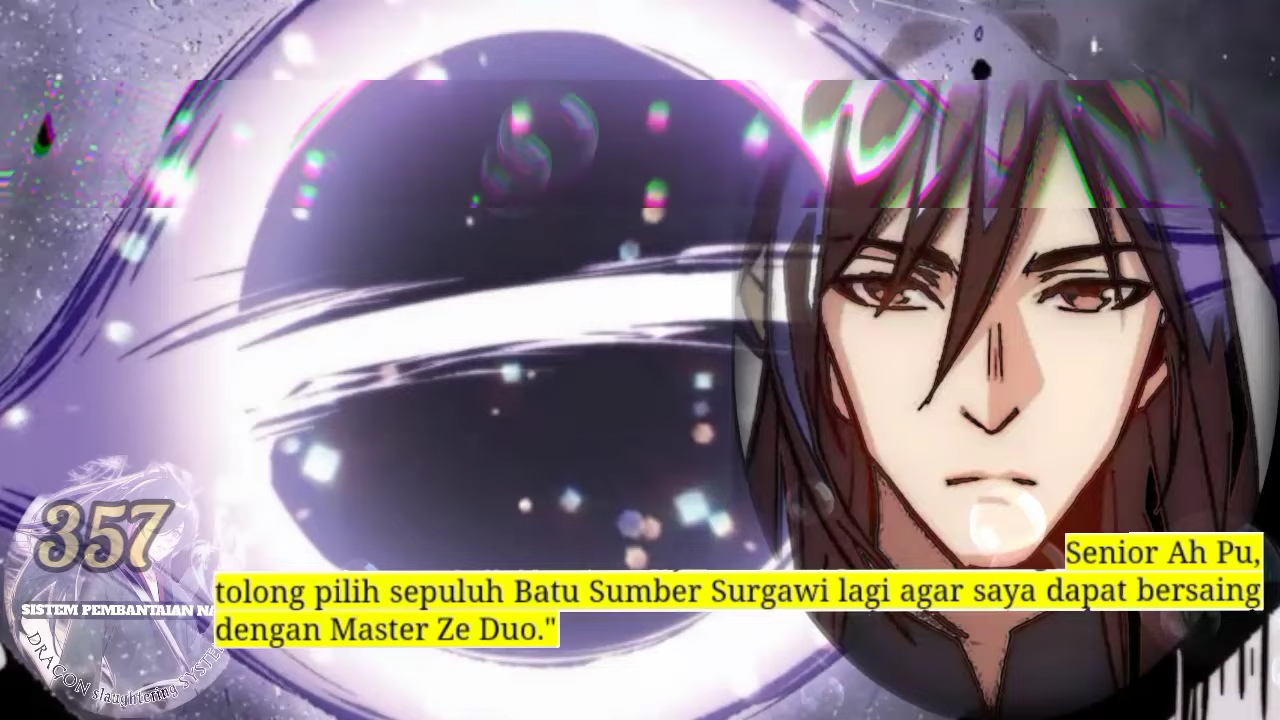 357
SISTEM PEMBANTAIAN NA
DRAGON slaughtering SYSTE
Senior Ah Pu,
tolong pilih sepuluh Batu Sumber Surgawi lagi agar saya dapat bersaing
dengan Master Ze Duo."